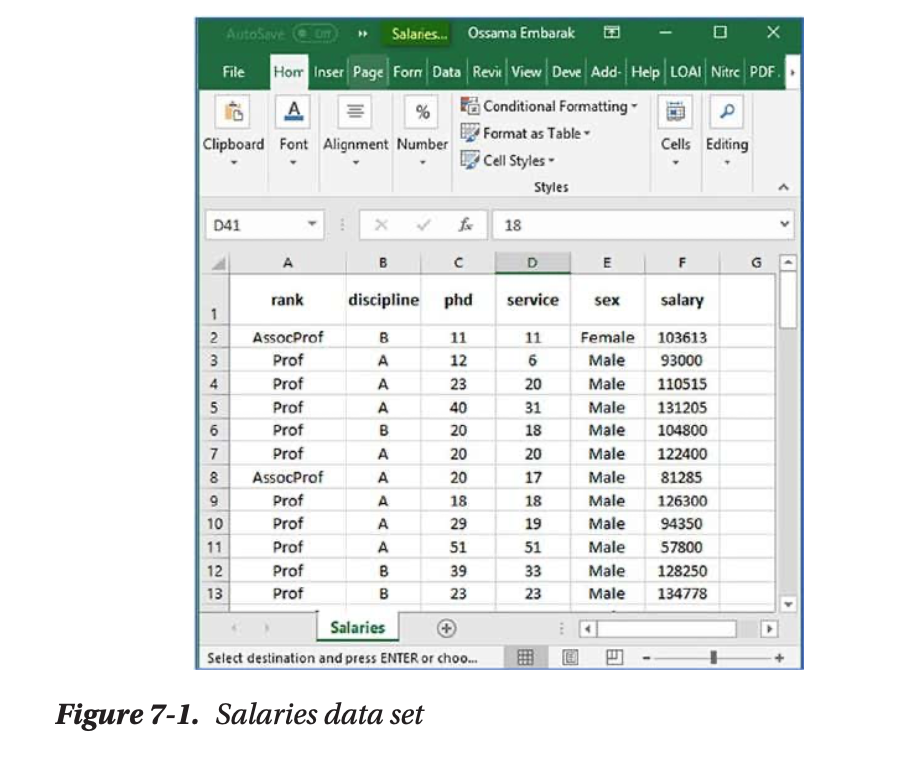 AutoSave Off Salaries... Ossama Embarak
File Hom Inser Page Forn Data Revi View Deve Add- Help LOAI Nitrc PDF
Conditional Formatting
Format as Table
Cell Styles
Clipboard Font Alignment Number Cells Editing
%
Styles
D41 fx 18
A B C D E F G
1 rank discipline phd service sex salary
2 AssocProf B 11 11 Female 103613
3 Prof A 12 6 Male 93000
4 Prof A 23 20 Male 110515
5 Prof A 40 31 Male 131205
6 Prof B 20 18 Male 104800
7 Prof A 20 20 Male 122400
8 AssocProf A 20 17 Male 81285
9 Prof A 18 18 Male 126300
10 Prof A 29 19 Male 94350
11 Prof A 51 51 Male 57800
12 Prof B 39 33 Male 128250
13 Prof B 23 23 Male 134778
Salaries
Select destination and press ENTER or choo...
Figure 7-1. Salaries data set